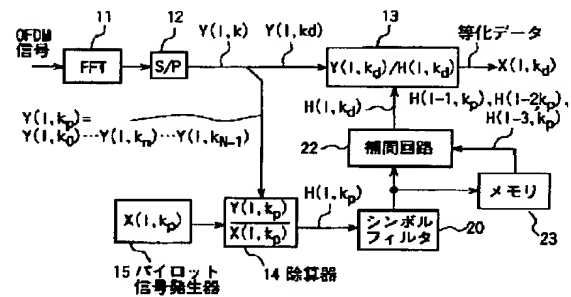 OFDM
信号
11
FFT
12
S/P
Y(l,k)
Y(l,kd)
13
Y(l,kd)/H(l,kd)
等化データ
X(l,kd)
H(l,kd)
H(l-1,kp),H(l-2kp),
H(l-3,kp)
Y(l,kp)=
Y(l,k0)…Y(l,kn)…Y(l,kN-1)
22
補間回路
メモリ
23
X(l,kp)
15 パイロット
信号発生器
Y(l,kp)
X(l,kp)
14 除算器
H(l,kp)
シンボル
フィルタ
20